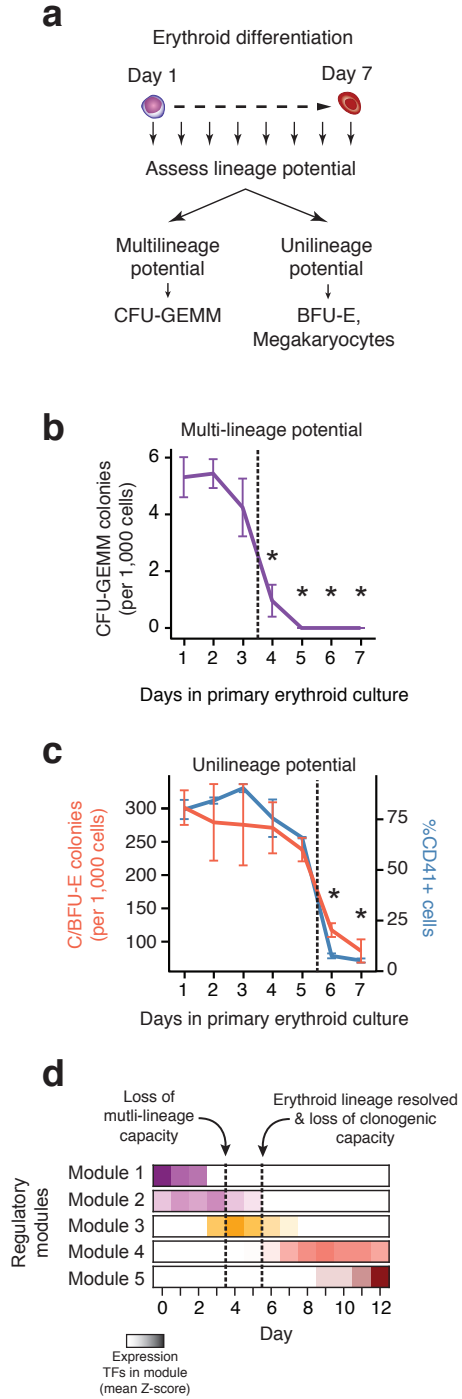 a
Erythroid differentiation
Day 1
Day 7
Assess lineage potential
Multilineage
potential
Unilineage
potential
CFU-GEMM
BFU-E,
Megakaryocytes
b
Multi-lineage potential
CFU-GEMM colonies
(per 1,000 cells)
6
4
2
0
*
* * *
1 2 3 4 5 6 7
Days in primary erythroid culture
c
Unilineage potential
C/BFU-E colonies
(per 1,000 cells)
300
250
200
150
100
%CD41+ cells
75
50
25
0
*
*
1 2 3 4 5 6 7
Days in primary erythroid culture
d
Loss of
mutli-lineage
capacity
Erythroid lineage resolved
& loss of clonogenic
capacity
Regulatory
modules
Module 1
Module 2
Module 3
Module 4
Module 5
0 2 4 6 8 10 12
Day
Expression
TFs in module
(mean Z-score)